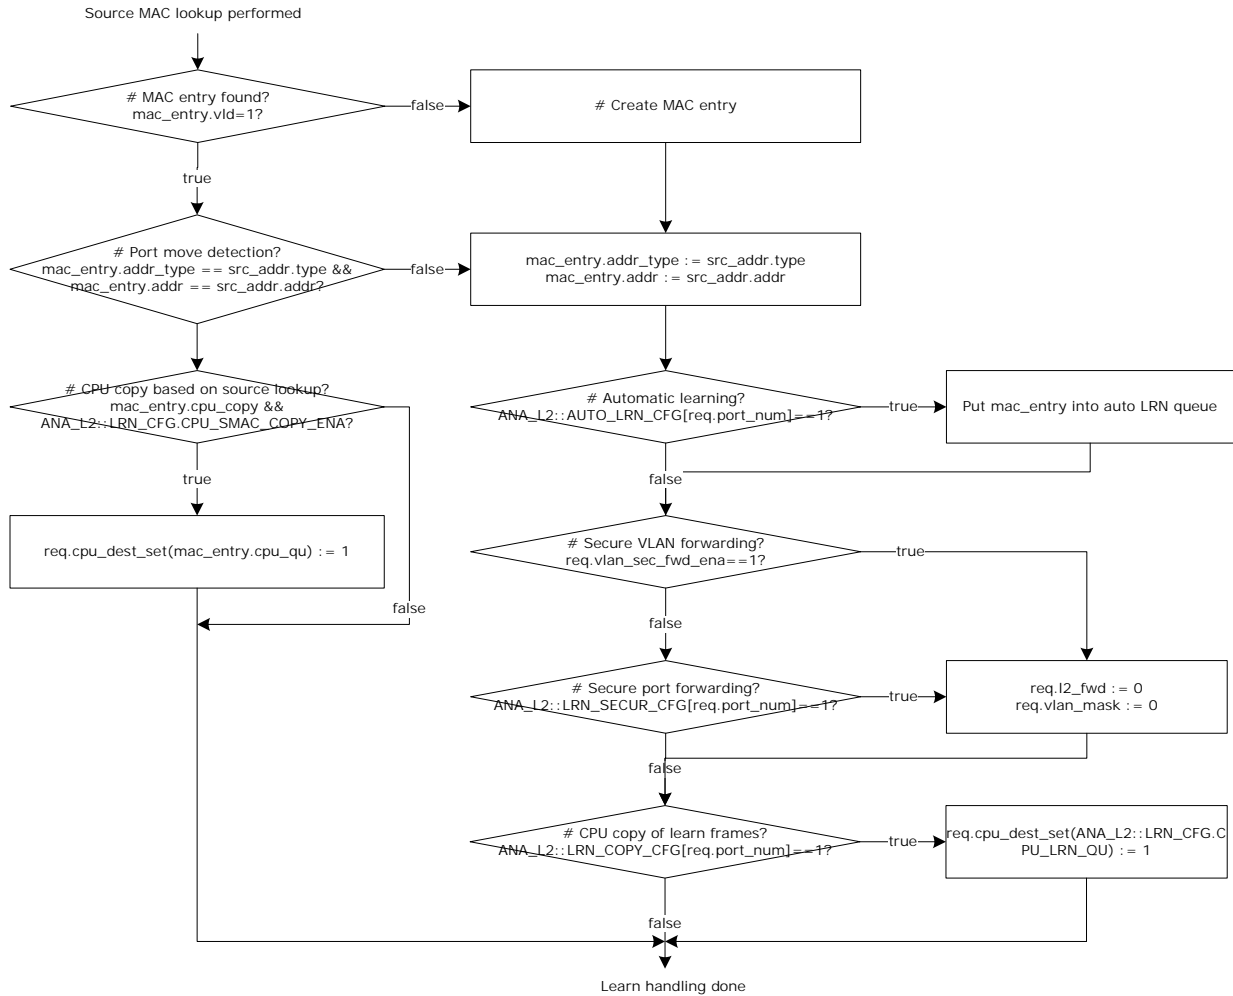 Source MAC lookup performed
# MAC entry found?
mac_entry.vld=1?
false
# Create MAC entry
true
# Port move detection?
mac_entry.addr_type == src_addr.type &&
mac_entry.addr == src_addr.addr?
false
mac_entry.addr_type := src_addr.type
mac_entry.addr := src_addr.addr
# CPU copy based on source lookup?
mac_entry.cpu_copy &&
ANA_L2::LRN_CFG.CPU_SMAC_COPY_ENA?
# Automatic learning?
ANA_L2::AUTO_LRN_CFG[req.port_num]==1?
true
Put mac_entry into auto LRN queue
true
false
req.cpu_dest_set(mac_entry.cpu_qu) := 1
# Secure VLAN forwarding?
req.vlan_sec_fwd_ena==1?
true
false
false
# Secure port forwarding?
ANA_L2::LRN_SECUR_CFG[req.port_num]==1?
true
req.l2_fwd := 0
req.vlan_mask := 0
false
# CPU copy of learn frames?
ANA_L2::LRN_COPY_CFG[req.port_num]==1?
true
req.cpu_dest_set(ANA_L2::LRN_CFG.C
PU_LRN_QU) := 1
false
Learn handling done